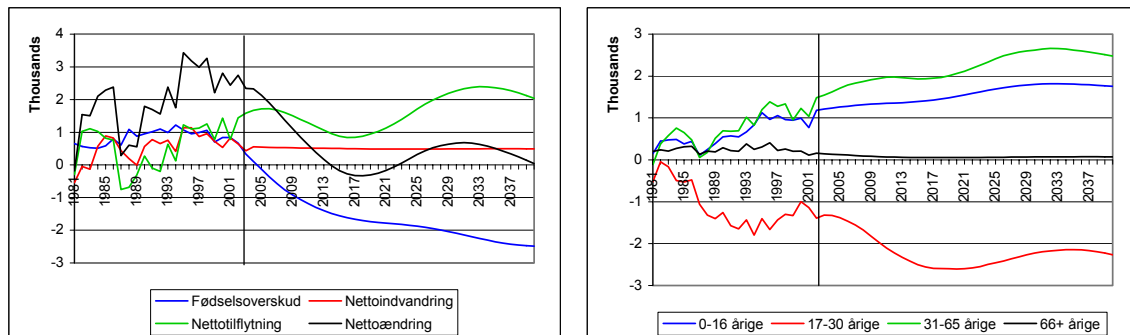 Thousands
4
3
2
1
0
-1
-2
-3
1981 1985 1989 1993 1997 2001 2005 2009 2013 2017 2021 2025 2029 2033 2037
Fødselsoverskud Nettoindvandring
Nettotilflytning Nettoændring
Thousands
3
2
1
0
-1
-2
-3
1981 1985 1989 1993 1997 2001 2005 2009 2013 2017 2021 2025 2029 2033 2037
0-16 årige 17-30 årige 31-65 årige 66+ årige